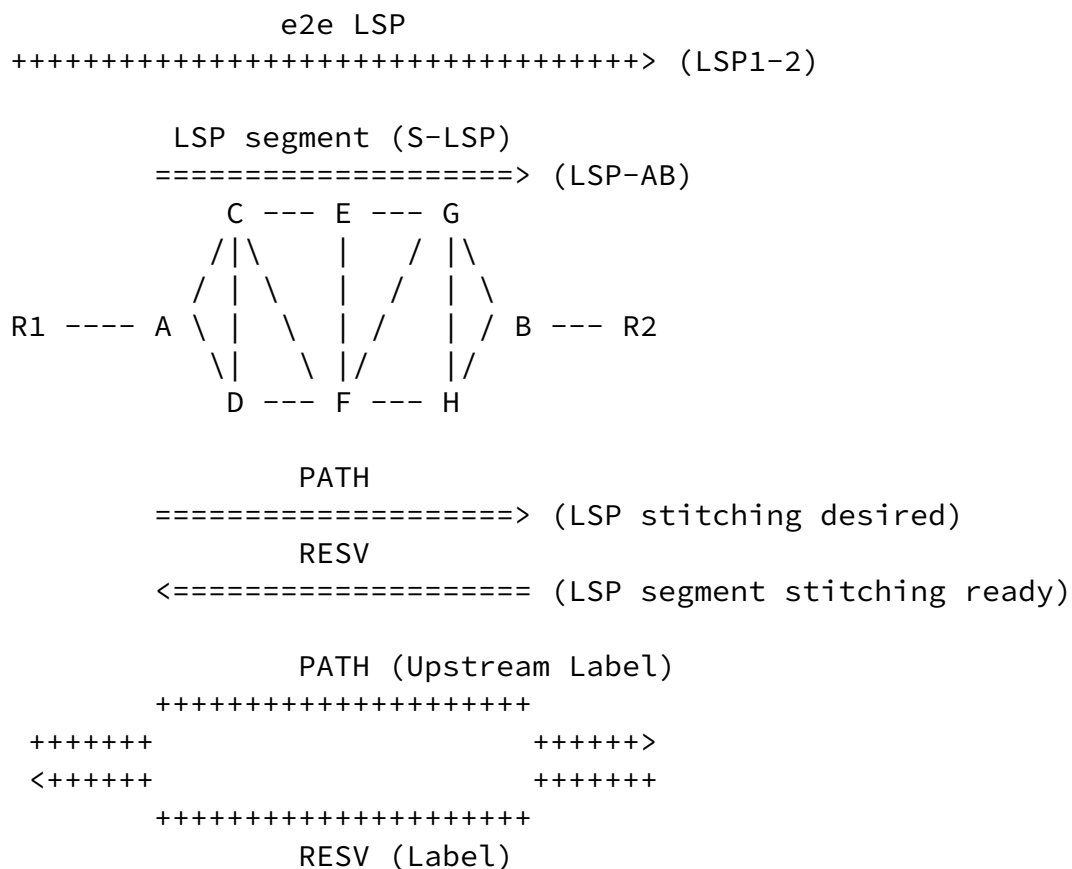 e2e LSP
+++++++++++++++++++++++++++++++++++> (LSP1-2)

         LSP segment (S-LSP)
        ====================> (LSP-AB)
            C --- E --- G
           /|\    |   / |\
          / | \   |  /  | \
R1 ---- A \ |  \  | /   | / B --- R2
           \|   \ |/    |/
            D --- F --- H

                PATH
        ====================> (LSP stitching desired)
                RESV
        <==================== (LSP segment stitching ready)

                PATH (Upstream Label)
        +++++++++++++++++++++
 +++++++                     ++++++>
 <++++++                     +++++++
        +++++++++++++++++++++
                RESV (Label)